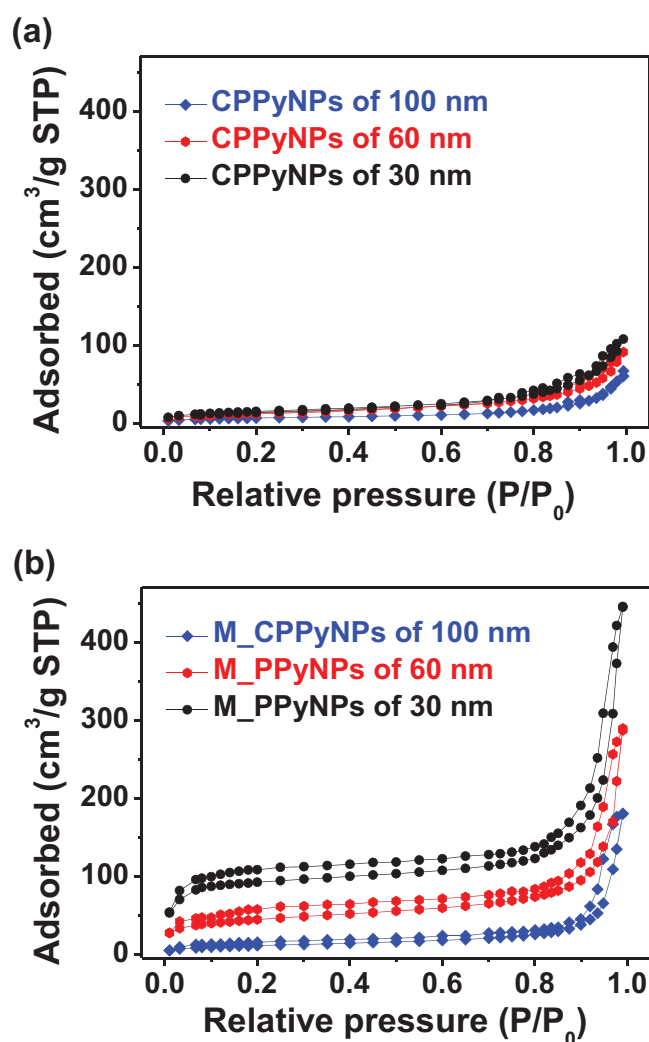 (a)
400
300
200
100
0
Adsorbed (cm³/g STP)
CPPyNPs of 100 nm
CPPyNPs of 60 nm
CPPyNPs of 30 nm
0.0 0.2 0.4 0.6 0.8 1.0
Relative pressure (P/P₀)
(b)
400
300
200
100
0
Adsorbed (cm³/g STP)
M_CPPyNPs of 100 nm
M_PPyNPs of 60 nm
M_PPyNPs of 30 nm
0.0 0.2 0.4 0.6 0.8 1.0
Relative pressure (P/P₀)